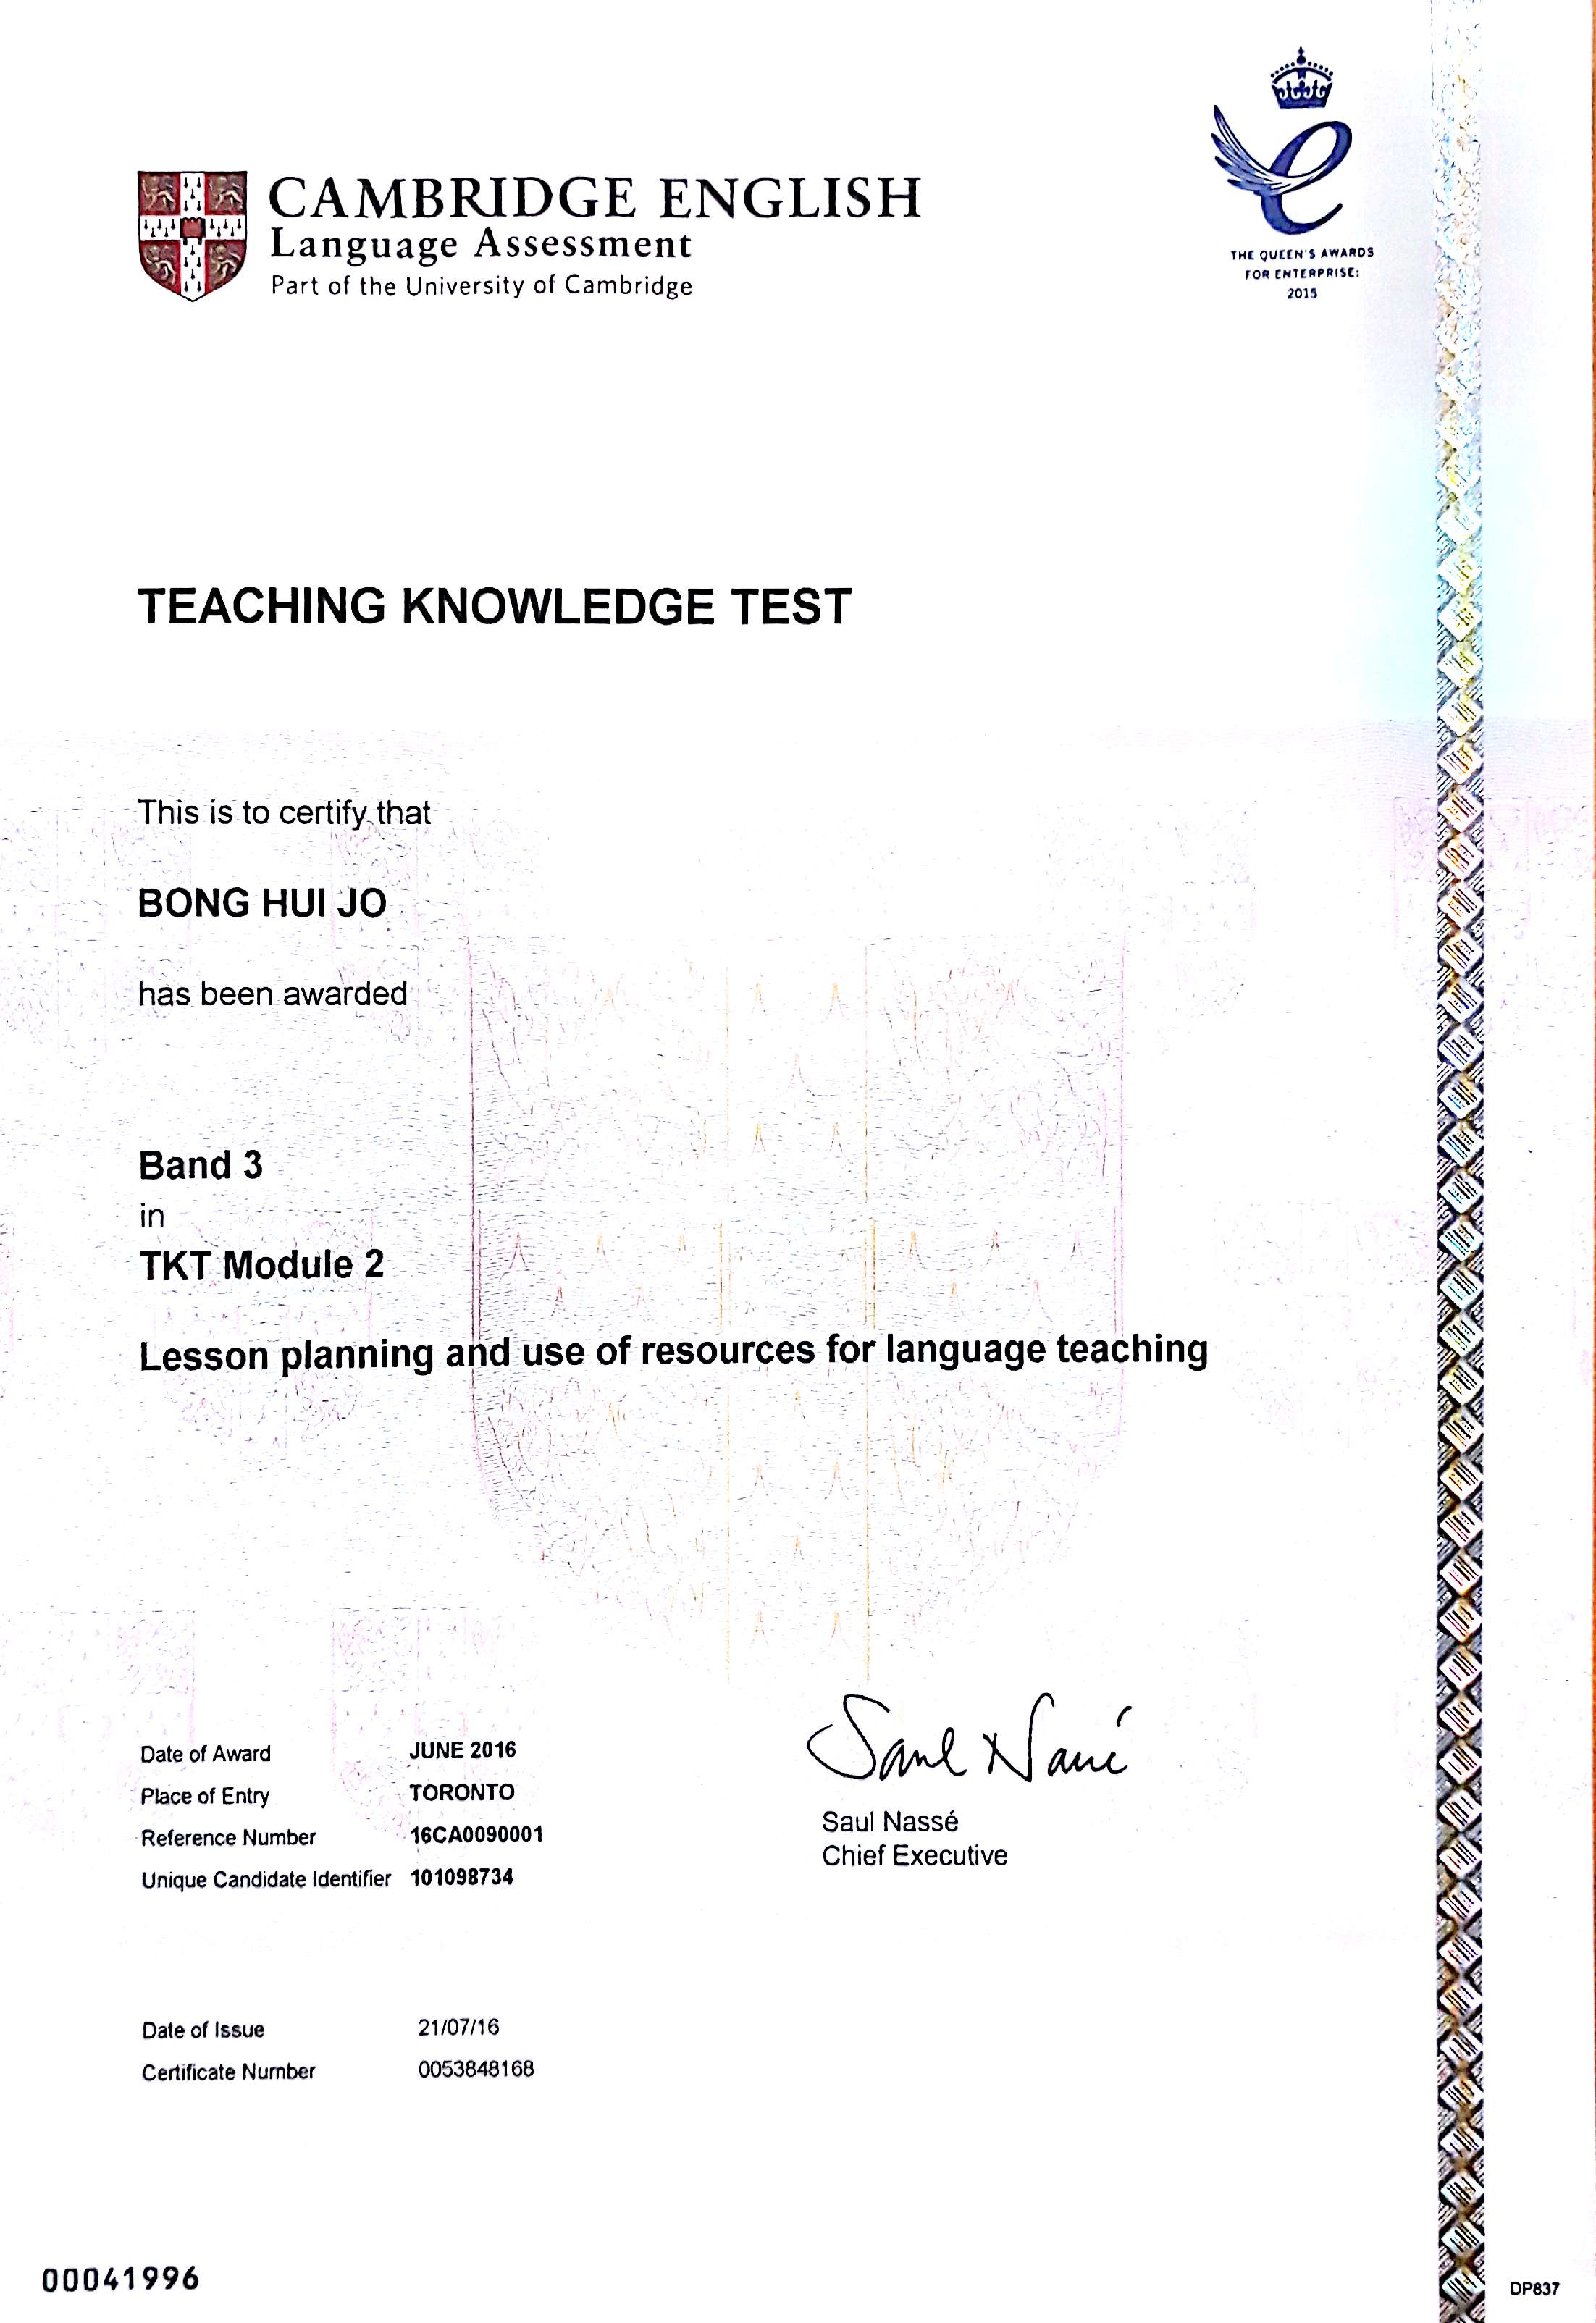 CAMBRIDGE ENGLISH
Language Assessment
Part of the University of Cambridge
THE QUEEN'S AWARDS
FOR ENTERPRISE:
2015
TEACHING KNOWLEDGE TEST
This is to certify that
BONG HUI JO
has been awarded
Band 3
in
TKT Module 2
Lesson planning and use of resources for language teaching
Date of Award JUNE 2016
Place of Entry TORONTO
Reference Number 16CA0090001
Unique Candidate Identifier 101098734
Saul Nassé
Saul Nassé
Chief Executive
Date of Issue 21/07/16
Certificate Number 0053848168
00041996
DP837